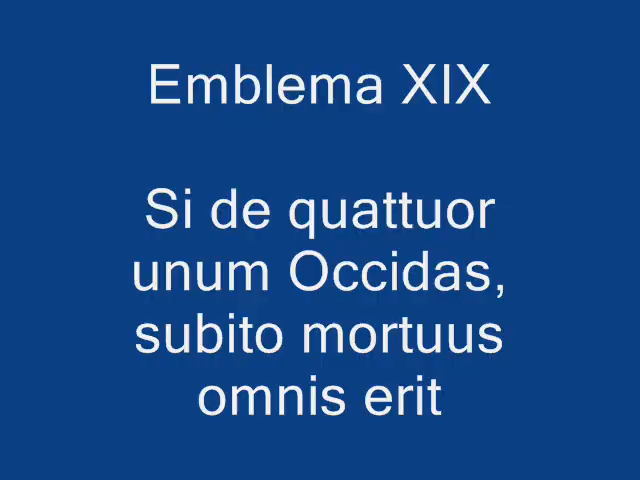 Emblema XIX
Si de quattuor
unum Occidas,
subito mortuus
omnis erit